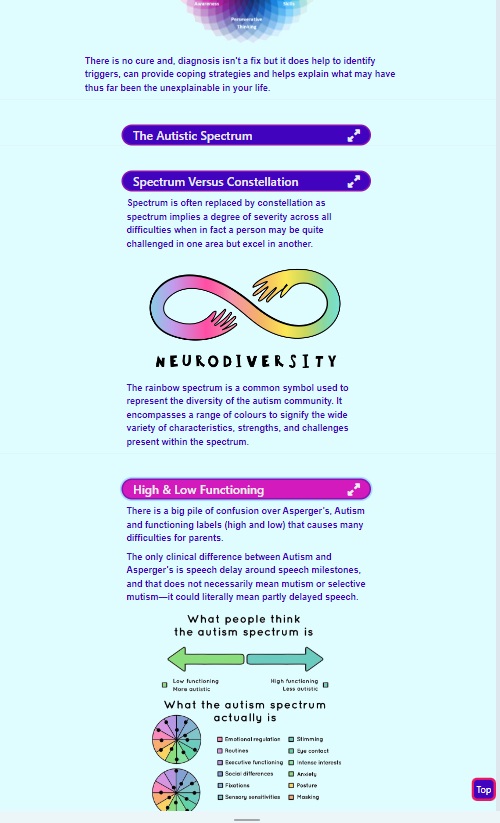 Awareness
Skills
Perseverative
Thinking
There is no cure and, diagnosis isn't a fix but it does help to identify
triggers, can provide coping strategies and helps explain what may have
thus far been the unexplainable in your life.
The Autistic Spectrum
Spectrum Versus Constellation
Spectrum is often replaced by constellation as
spectrum implies a degree of severity across all
difficulties when in fact a person may be quite
challenged in one area but excel in another.
NEURODIVERSITY
The rainbow spectrum is a common symbol used to
represent the diversity of the autism community. It
encompasses a range of colours to signify the wide
variety of characteristics, strengths, and challenges
present within the spectrum.
High & Low Functioning
There is a big pile of confusion over Asperger's, Autism
and functioning labels (high and low) that causes many
difficulties for parents.
The only clinical difference between Autism and
Asperger's is speech delay around speech milestones,
and that does not necessarily mean mutism or selective
mutism—it could literally mean partly delayed speech.
What people think
the autism spectrum is
Low functioning
More autistic
High functioning
Less autistic
What the autism spectrum
actually is
Emotional regulation
Routines
Executive functioning
Social differences
Fixations
Sensory sensitivities
Stimming
Eye contact
Intense interests
Anxiety
Posture
Masking
Top